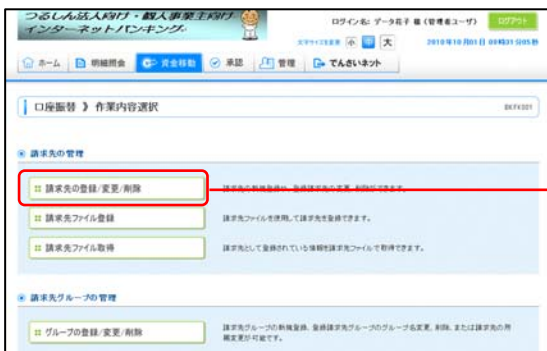 つるしん法人向け・個人事業主向け
インターネットバンキング
ログイン名: データ花子 様 (管理者ユーザ)
ログアウト
文字サイズを変更 小 中 大
2010年10月01日 09時31分05秒
ホーム 明細照会 資金移動 承認 管理 でんさいネット
口座振替 》 作業内容選択
BKFK001
請求先の管理
請求先の登録/変更/削除
請求先の新規登録や、登録請求先の変更、削除ができます。
請求先ファイル登録
請求先ファイルを使用して請求先を登録できます。
請求先ファイル取得
請求先として登録されている情報を請求先ファイルで取得できます。
請求先グループの管理
グループの登録/変更/削除
請求先グループの新規登録、登録請求先グループのグループ名変更、削除、または請求先の所
属変更が可能です。